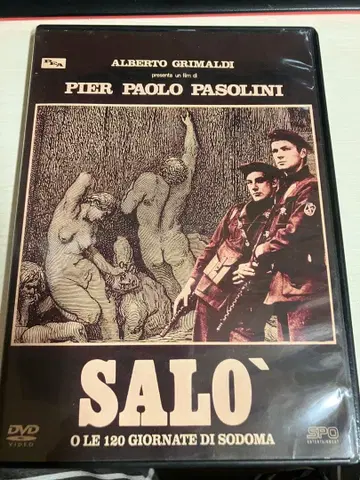 PEA
ALBERTO GRIMALDI
presenta un film di
PIER PAOLO PASOLINI
SALO`
O LE 120 GIORNATE DI SODOMA
DVD
VIDEO
SPO
ENTERTAINMENT